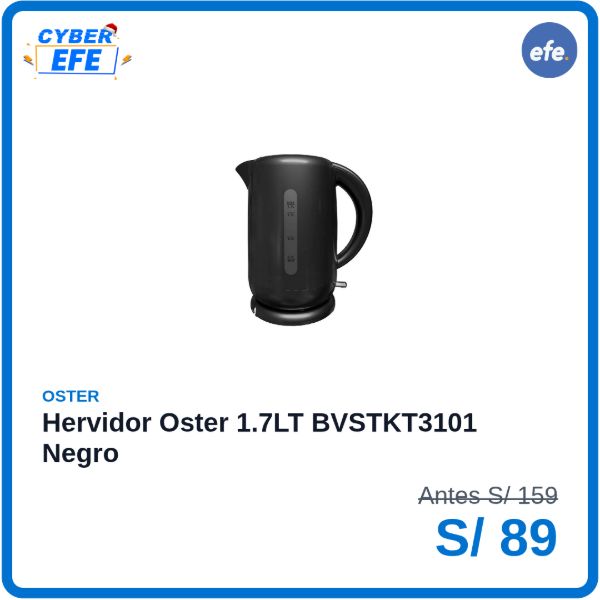 CYBER
EFE
efe.
OSTER
Hervidor Oster 1.7LT BVSTKT3101
Negro
Antes S/ 159
S/ 89